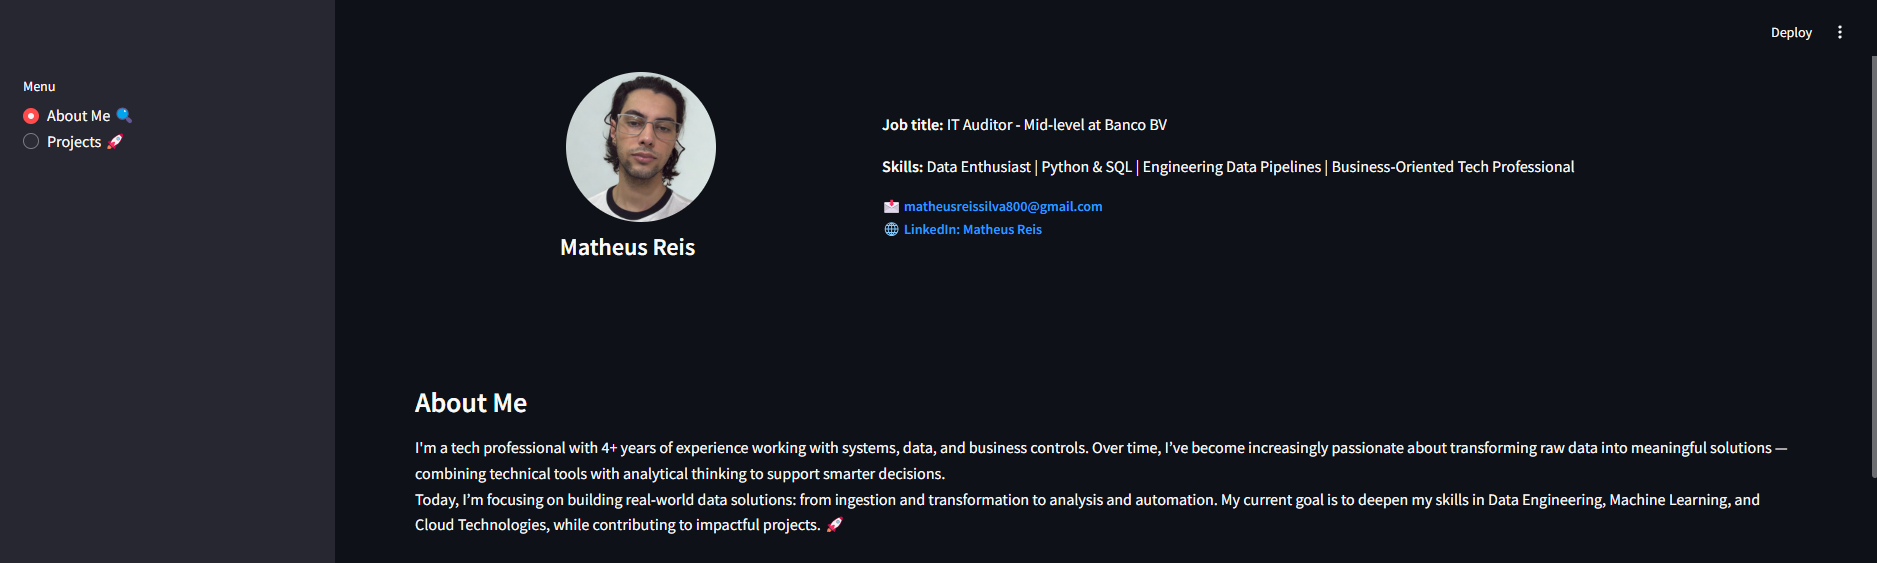 Deploy
Menu
About Me 🔍
Projects 🚀
Job title: IT Auditor - Mid-level at Banco BV
Skills: Data Enthusiast | Python & SQL | Engineering Data Pipelines | Business-Oriented Tech Professional
📩 matheusreissilva800@gmail.com
🌐 LinkedIn: Matheus Reis
Matheus Reis
About Me
I'm a tech professional with 4+ years of experience working with systems, data, and business controls. Over time, I’ve become increasingly passionate about transforming raw data into meaningful solutions —
combining technical tools with analytical thinking to support smarter decisions.
Today, I’m focusing on building real-world data solutions: from ingestion and transformation to analysis and automation. My current goal is to deepen my skills in Data Engineering, Machine Learning, and
Cloud Technologies, while contributing to impactful projects. 🚀